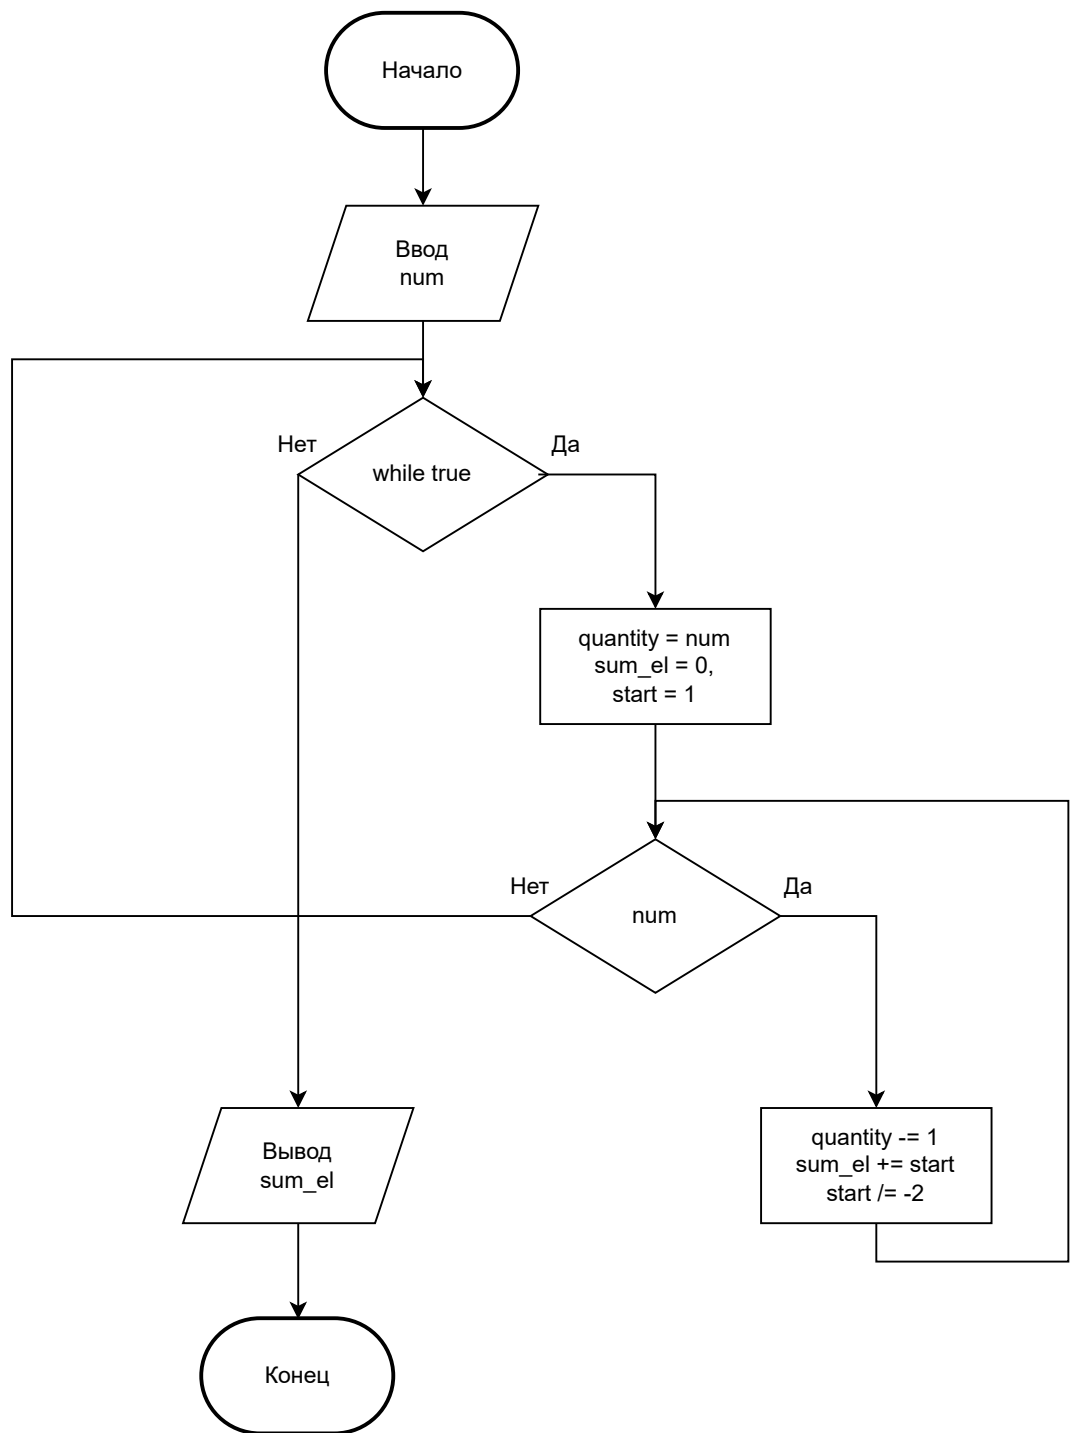 Начало
Ввод
num
Нет
Да
while true
quantity = num
sum_el = 0,
start = 1
Нет
Да
num
Вывод
sum_el
quantity -= 1
sum_el += start
start /= -2
Конец